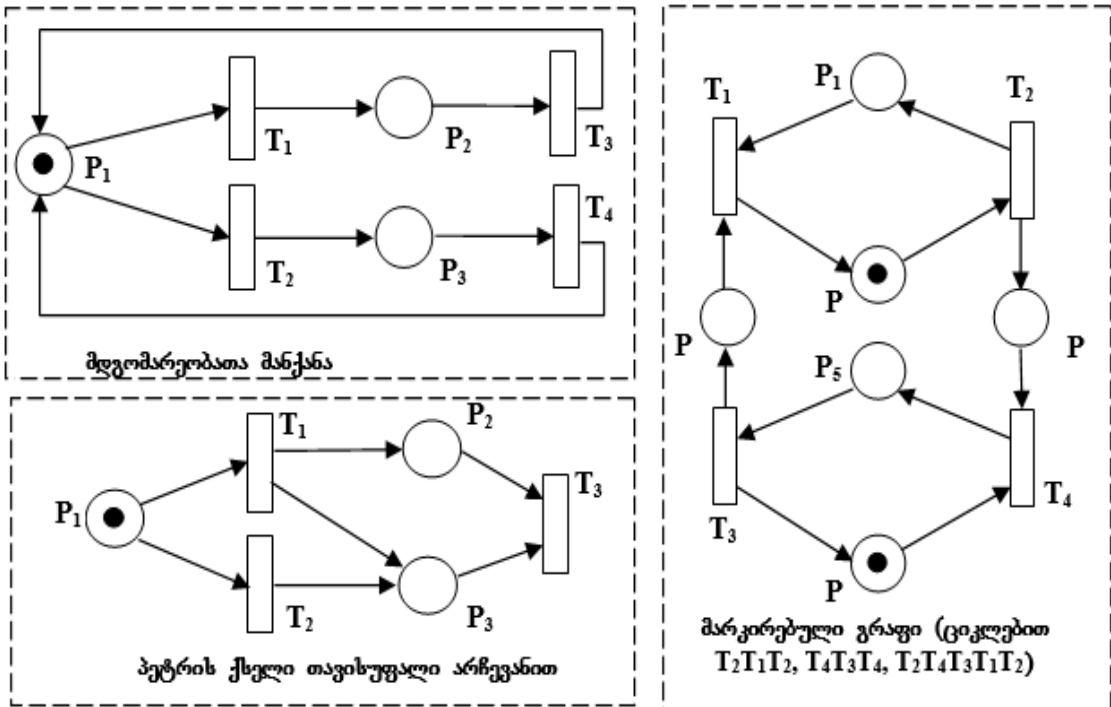 T₁
P₂
T₃
P₁
T₂
P₃
T₄
მდგომარეობათა მანქანა
T₁
P₂
T₃
P₁
T₂
P₃
პეტრის ქსელი თავისუფალი არჩევანით
P₁
T₁
T₂
P
P
P
P₅
T₃
T₄
P
მარკირებული გრაფი (ციკლებით
T₂T₁T₂, T₄T₃T₄, T₂T₄T₃T₁T₂)